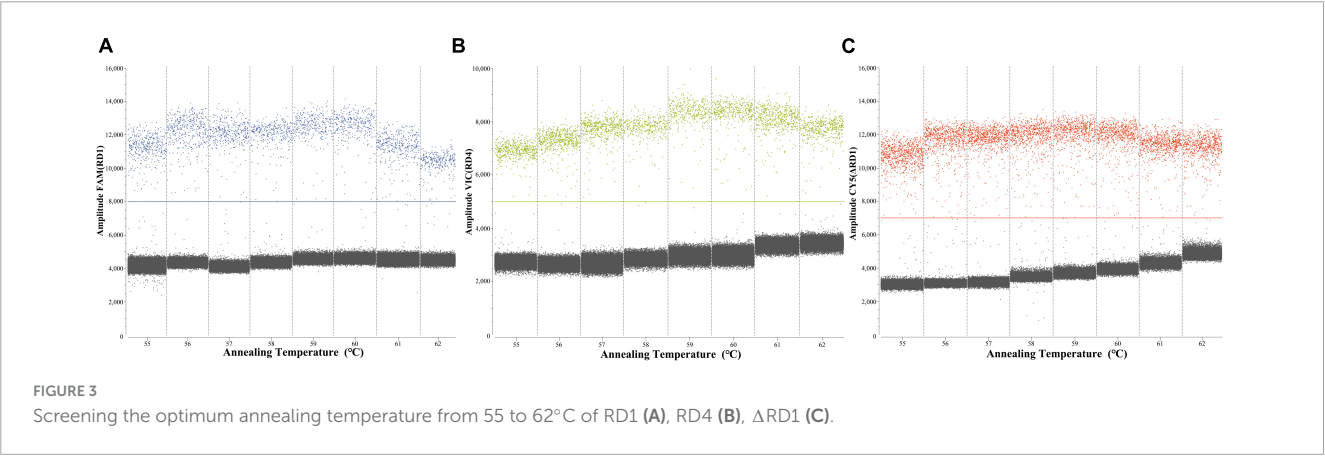 A
B
C
16,000
14,000
12,000
10,000
8,000
6,000
4,000
2,000
0
Amplitude FAM(RD1)
55 56 57 58 59 60 61 62
Annealing Temperature (°C)
10,000
8,000
6,000
4,000
2,000
0
Amplitude VIC(RD4)
55 56 57 58 59 60 61 62
Annealing Temperature (°C)
16,000
14,000
12,000
10,000
8,000
6,000
4,000
2,000
0
Amplitude CY5(ΔRD1)
55 56 57 58 59 60 61 62
Annealing Temperature (°C)
FIGURE 3
Screening the optimum annealing temperature from 55 to 62°C of RD1 (A), RD4 (B), ΔRD1 (C).